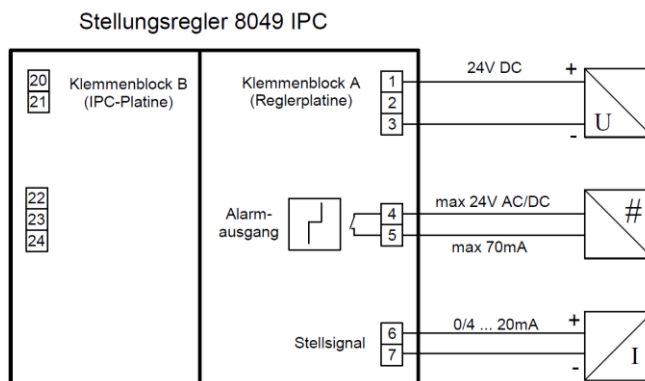 Stellungsregler 8049 IPC
20
21
Klemmenblock B
(IPC-Platine)
22
23
24
Klemmenblock A
(Reglerplatine)
1
2
3
24V DC
+
-
U
Alarm-
ausgang
4
5
max 24V AC/DC
max 70mA
#
Stellsignal
6
7
0/4 ... 20mA
+
-
I